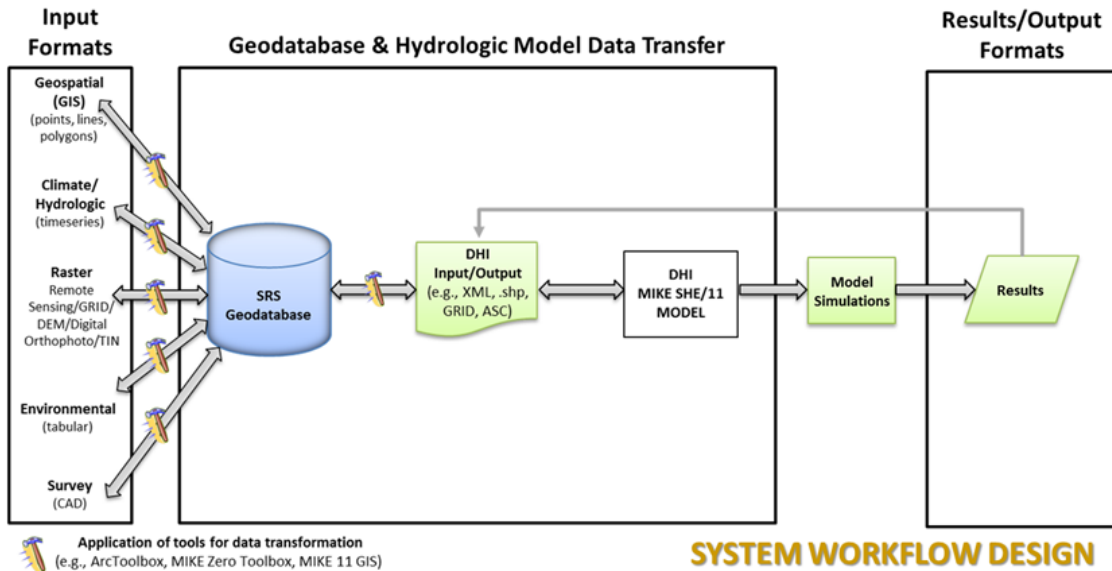 Input
Formats
Geodatabase & Hydrologic Model Data Transfer
Results/Output
Formats
Geospatial
(GIS)
(points, lines,
polygons)
Climate/
Hydrologic
(timeseries)
Raster
Remote
Sensing/GRID/
DEM/Digital
Orthophoto/TIN
Environmental
(tabular)
Survey
(CAD)
SRS
Geodatabase
DHI
Input/Output
(e.g., XML, .shp,
GRID, ASC)
DHI
MIKE SHE/11
MODEL
Model
Simulations
Results
Application of tools for data transformation
(e.g., ArcToolbox, MIKE Zero Toolbox, MIKE 11 GIS)
SYSTEM WORKFLOW DESIGN